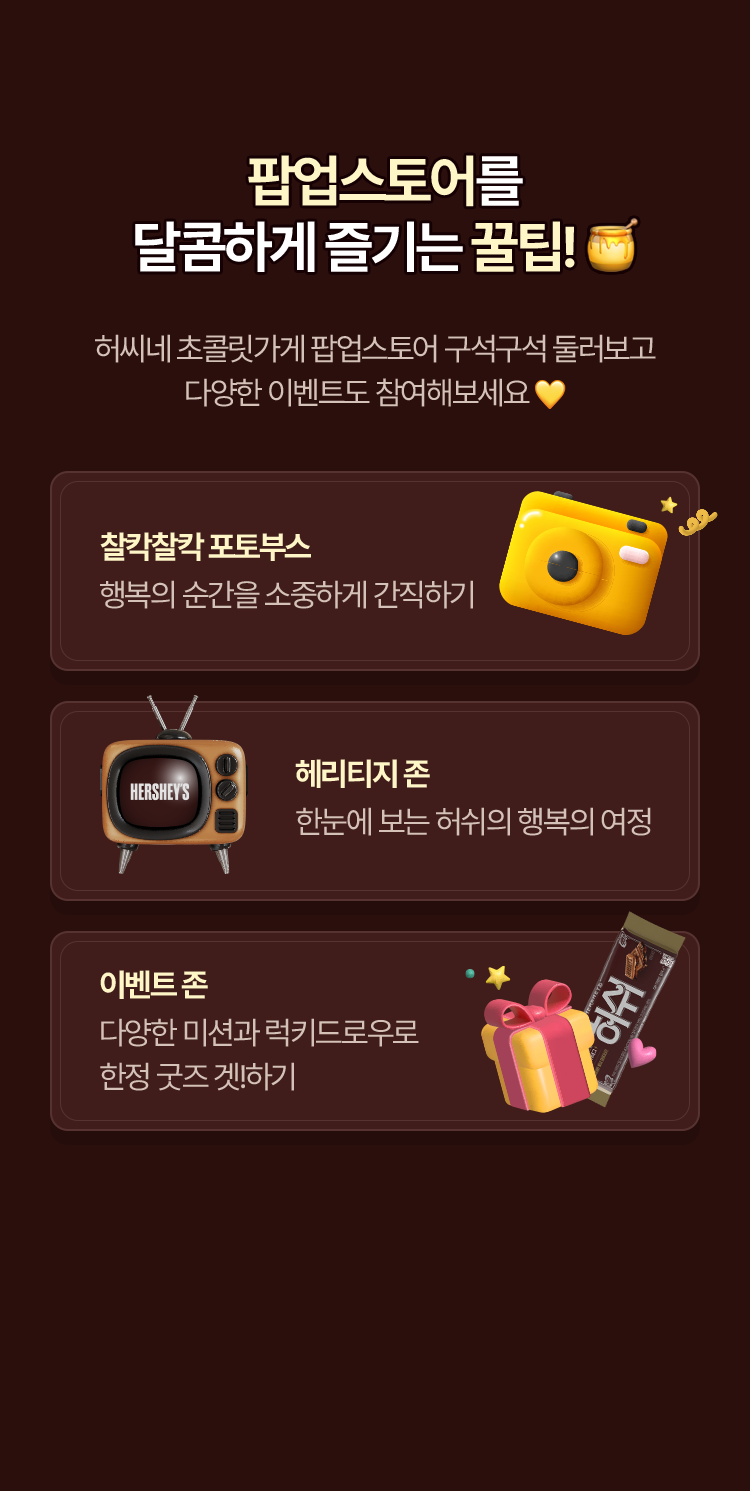 팝업스토어를
달콤하게 즐기는 꿀팁!
허씨네 초콜릿가게 팝업스토어 구석구석 둘러보고
다양한 이벤트도 참여해보세요
찰칵찰칵 포토부스
행복의 순간을 소중하게 간직하기
HERSHEY'S
헤리티지 존
한눈에 보는 허쉬의 행복의 여정
이벤트 존
다양한 미션과 럭키드로우로
한정 굿즈 겟!하기
허쉬